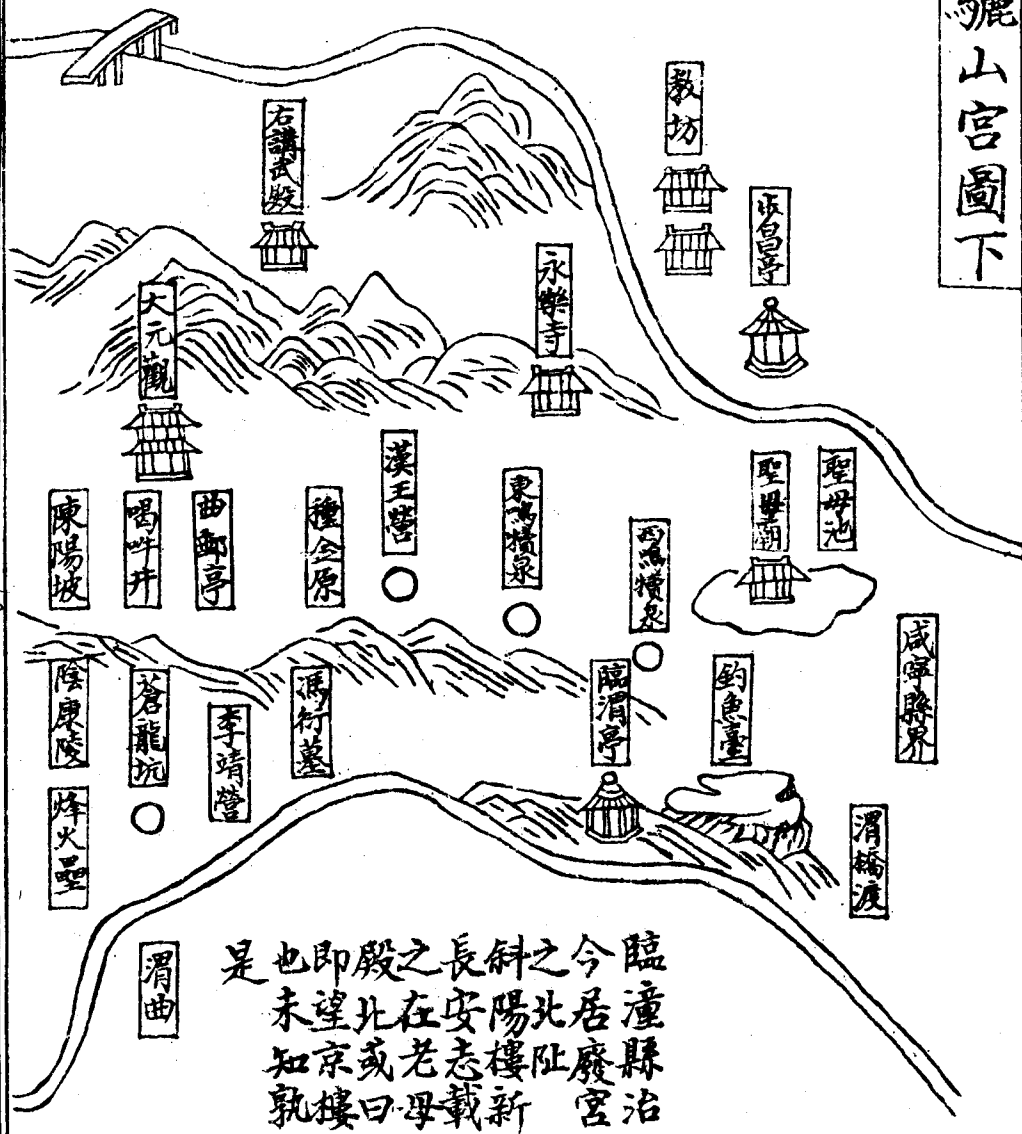 驪山宮圖下
教坊
右講武殿
永樂寺
大元觀
聖母池
聖母廟
西鳴犢泉
東鳴犢泉
漢王營
種金原
曲郵亭
陳陽坡
咸寧縣界
釣魚臺
臨渭亭
馮衍墓
李靖營
蒼龍坑
陰康陵
渭橋渡
烽火壘
渭曲
臨潼縣治
今居廢宮
之北阯
斜陽樓新
長安志載
之在老母
殿北或曰
即望京樓
也未知孰
是